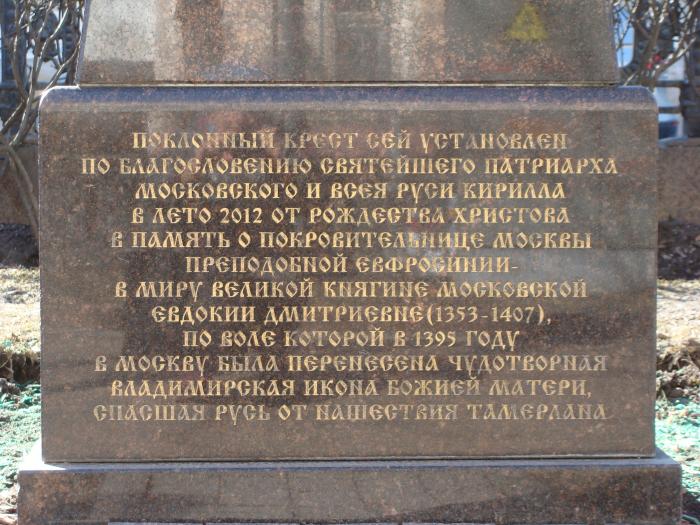 ПОКЛОННЫЙ КРЕСТ СЕЙ УСТАНОВЛЕН
ПО БЛАГОСЛОВЕНИЮ СВЯТЕЙШЕГО ПАТРИАРХА
МОСКОВСКОГО И ВСЕЯ РУСИ КИРИЛЛА
В ЛЕТО 2012 ОТ РОЖДЕСТВА ХРИСТОВА
В ПАМЯТЬ О ПОКРОВИТЕЛЬНИЦЕ МОСКВЫ
ПРЕПОДОБНОЙ ЕВФРОСИНИИ-
В МИРУ ВЕЛИКОЙ КНЯГИНЕ МОСКОВСКОЙ
ЕВДОКИИ ДМИТРИЕВНЕ(1353-1407),
ПО ВОЛЕ КОТОРОЙ В 1395 ГОДУ
В МОСКВУ БЫЛА ПЕРЕНЕСЕНА ЧУДОТВОРНАЯ
ВЛАДИМИРСКАЯ ИКОНА БОЖИЕЙ МАТЕРИ,
СПАСШАЯ РУСЬ ОТ НАШЕСТВИЯ ТАМЕРЛАНА